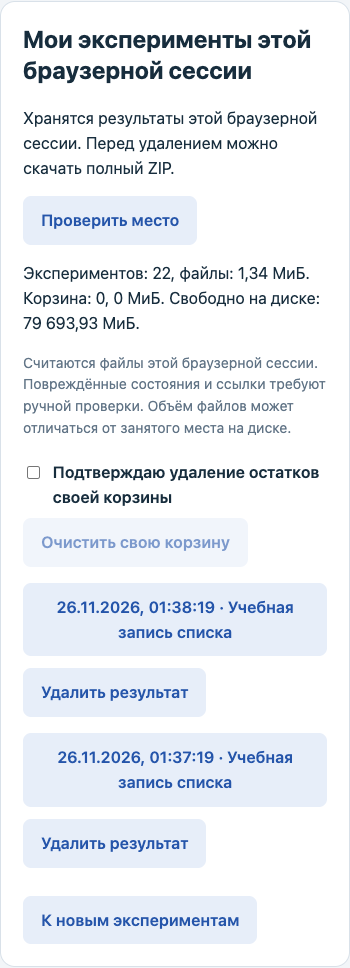 Мои эксперименты этой
браузерной сессии
Хранятся результаты этой браузерной
сессии. Перед удалением можно
скачать полный ZIP.
Проверить место
Экспериментов: 22, файлы: 1,34 МиБ.
Корзина: 0, 0 МиБ. Свободно на диске:
79 693,93 МиБ.
Считаются файлы этой браузерной сессии.
Повреждённые состояния и ссылки требуют
ручной проверки. Объём файлов может
отличаться от занятого места на диске.
Подтверждаю удаление остатков
своей корзины
Очистить свою корзину
26.11.2026, 01:38:19 · Учебная
запись списка
Удалить результат
26.11.2026, 01:37:19 · Учебная
запись списка
Удалить результат
К новым экспериментам